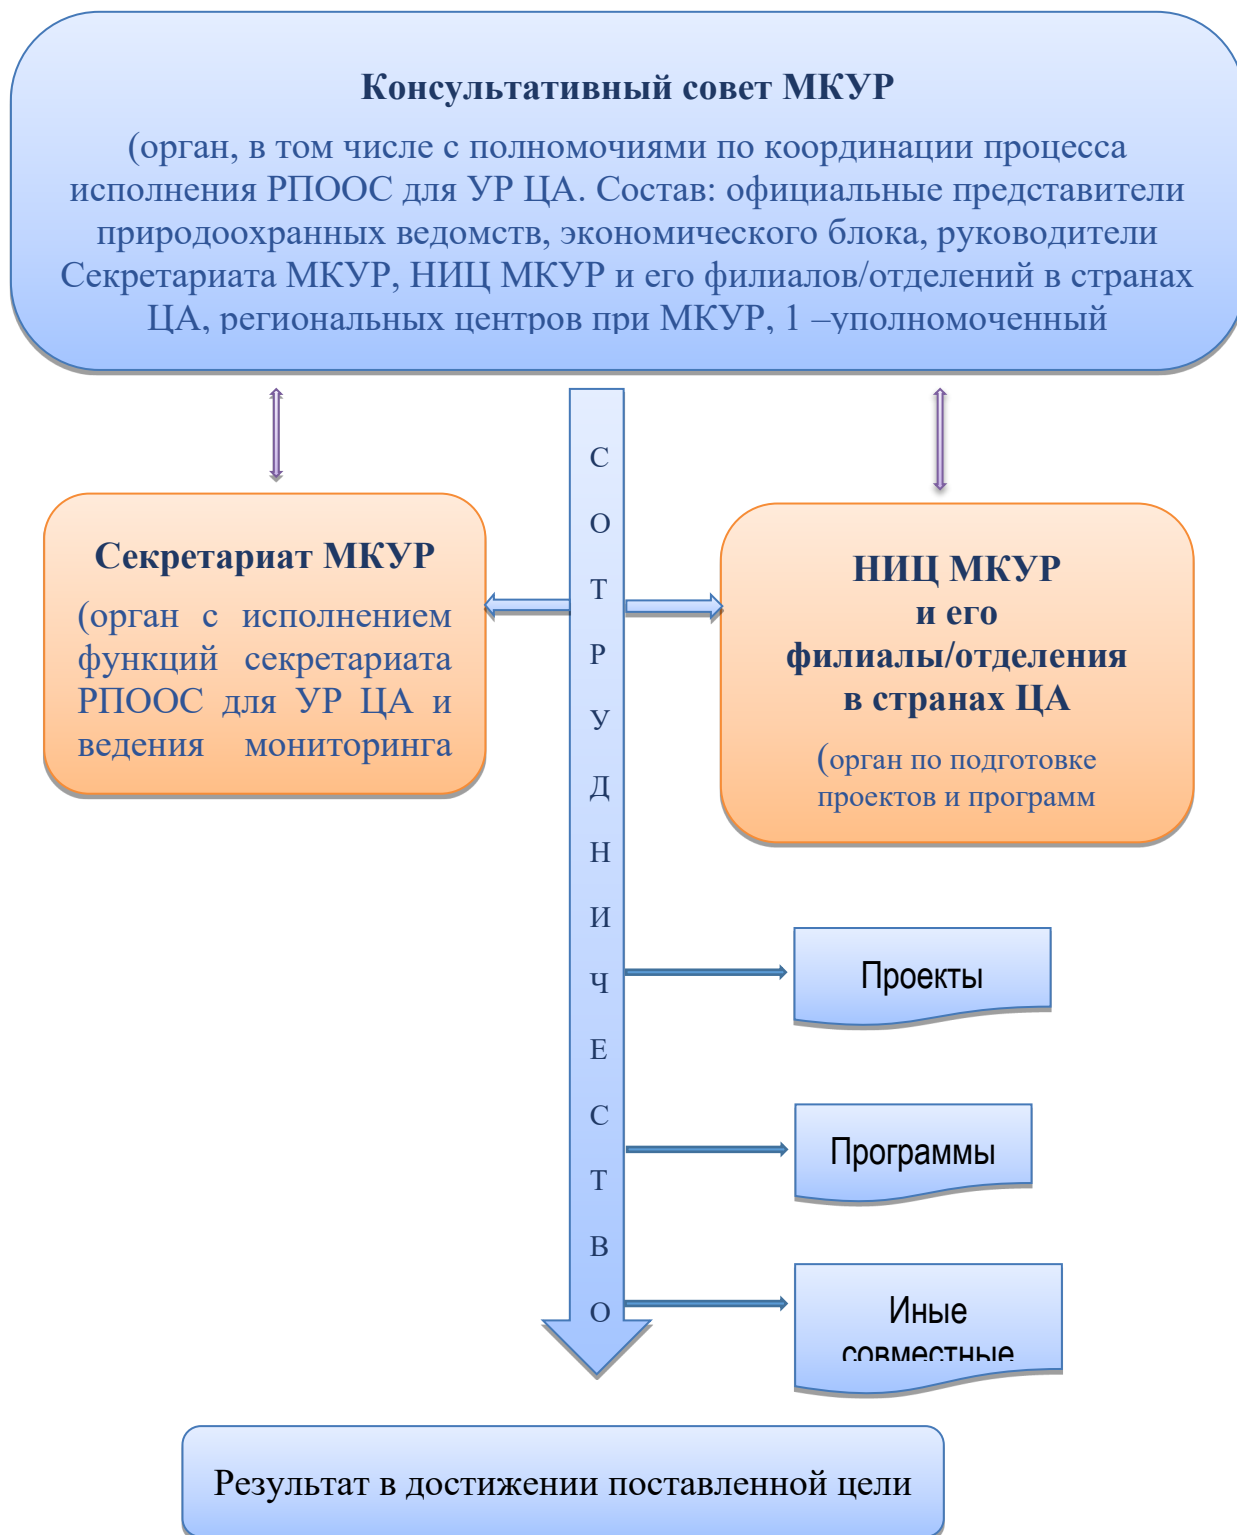 Консультативный совет МКУР
(орган, в том числе с полномочиями по координации процесса
исполнения РПООС для УР ЦА. Состав: официальные представители
природоохранных ведомств, экономического блока, руководители
Секретариата МКУР, НИЦ МКУР и его филиалов/отделений в странах
ЦА, региональных центров при МКУР, 1 –уполномоченный
СОТРУДНИЧЕСТВО
Секретариат МКУР
(орган с исполнением
функций секретариата
РПООС для УР ЦА и
ведения мониторинга
НИЦ МКУР
и его
филиалы/отделения
в странах ЦА
(орган по подготовке
проектов и программ
Проекты
Программы
Иные
совместные
Результат в достижении поставленной цели